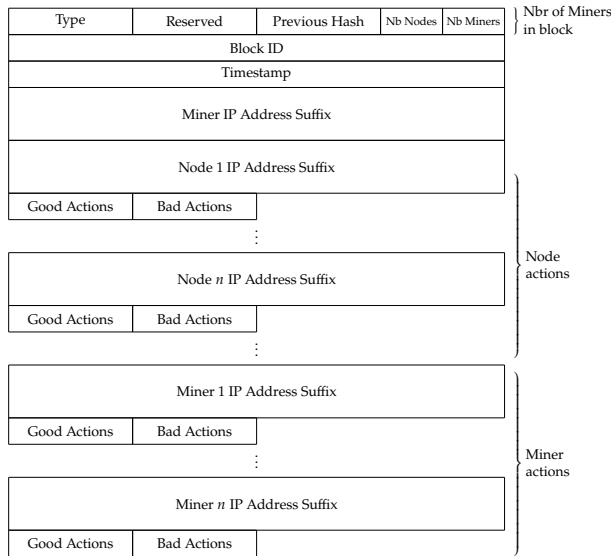 Type Reserved Previous Hash Nb Nodes Nb Miners
Nbr of Miners
in block
Block ID
Timestamp
Miner IP Address Suffix
Node 1 IP Address Suffix
Good Actions Bad Actions
⋮
Node n IP Address Suffix
Good Actions Bad Actions
⋮
Node
actions
Miner 1 IP Address Suffix
Good Actions Bad Actions
⋮
Miner n IP Address Suffix
Good Actions Bad Actions
Miner
actions